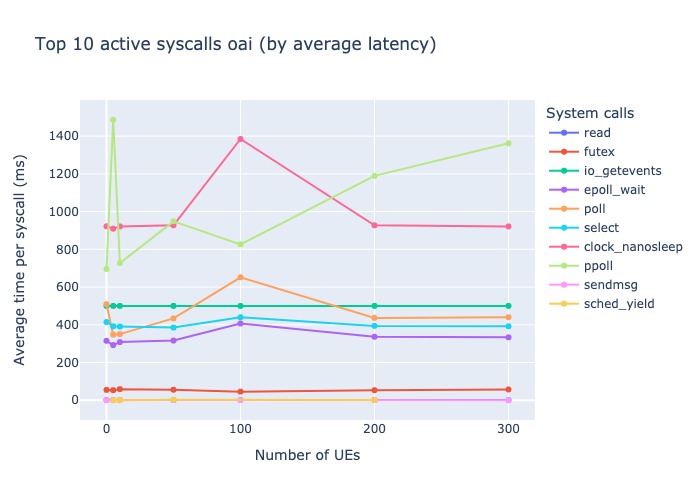 Top 10 active syscalls oai (by average latency)
System calls
read
futex
io_getevents
epoll_wait
poll
select
clock_nanosleep
ppoll
sendmsg
sched_yield
Average time per syscall (ms)
1400
1200
1000
800
600
400
200
0
0
100
200
300
Number of UEs